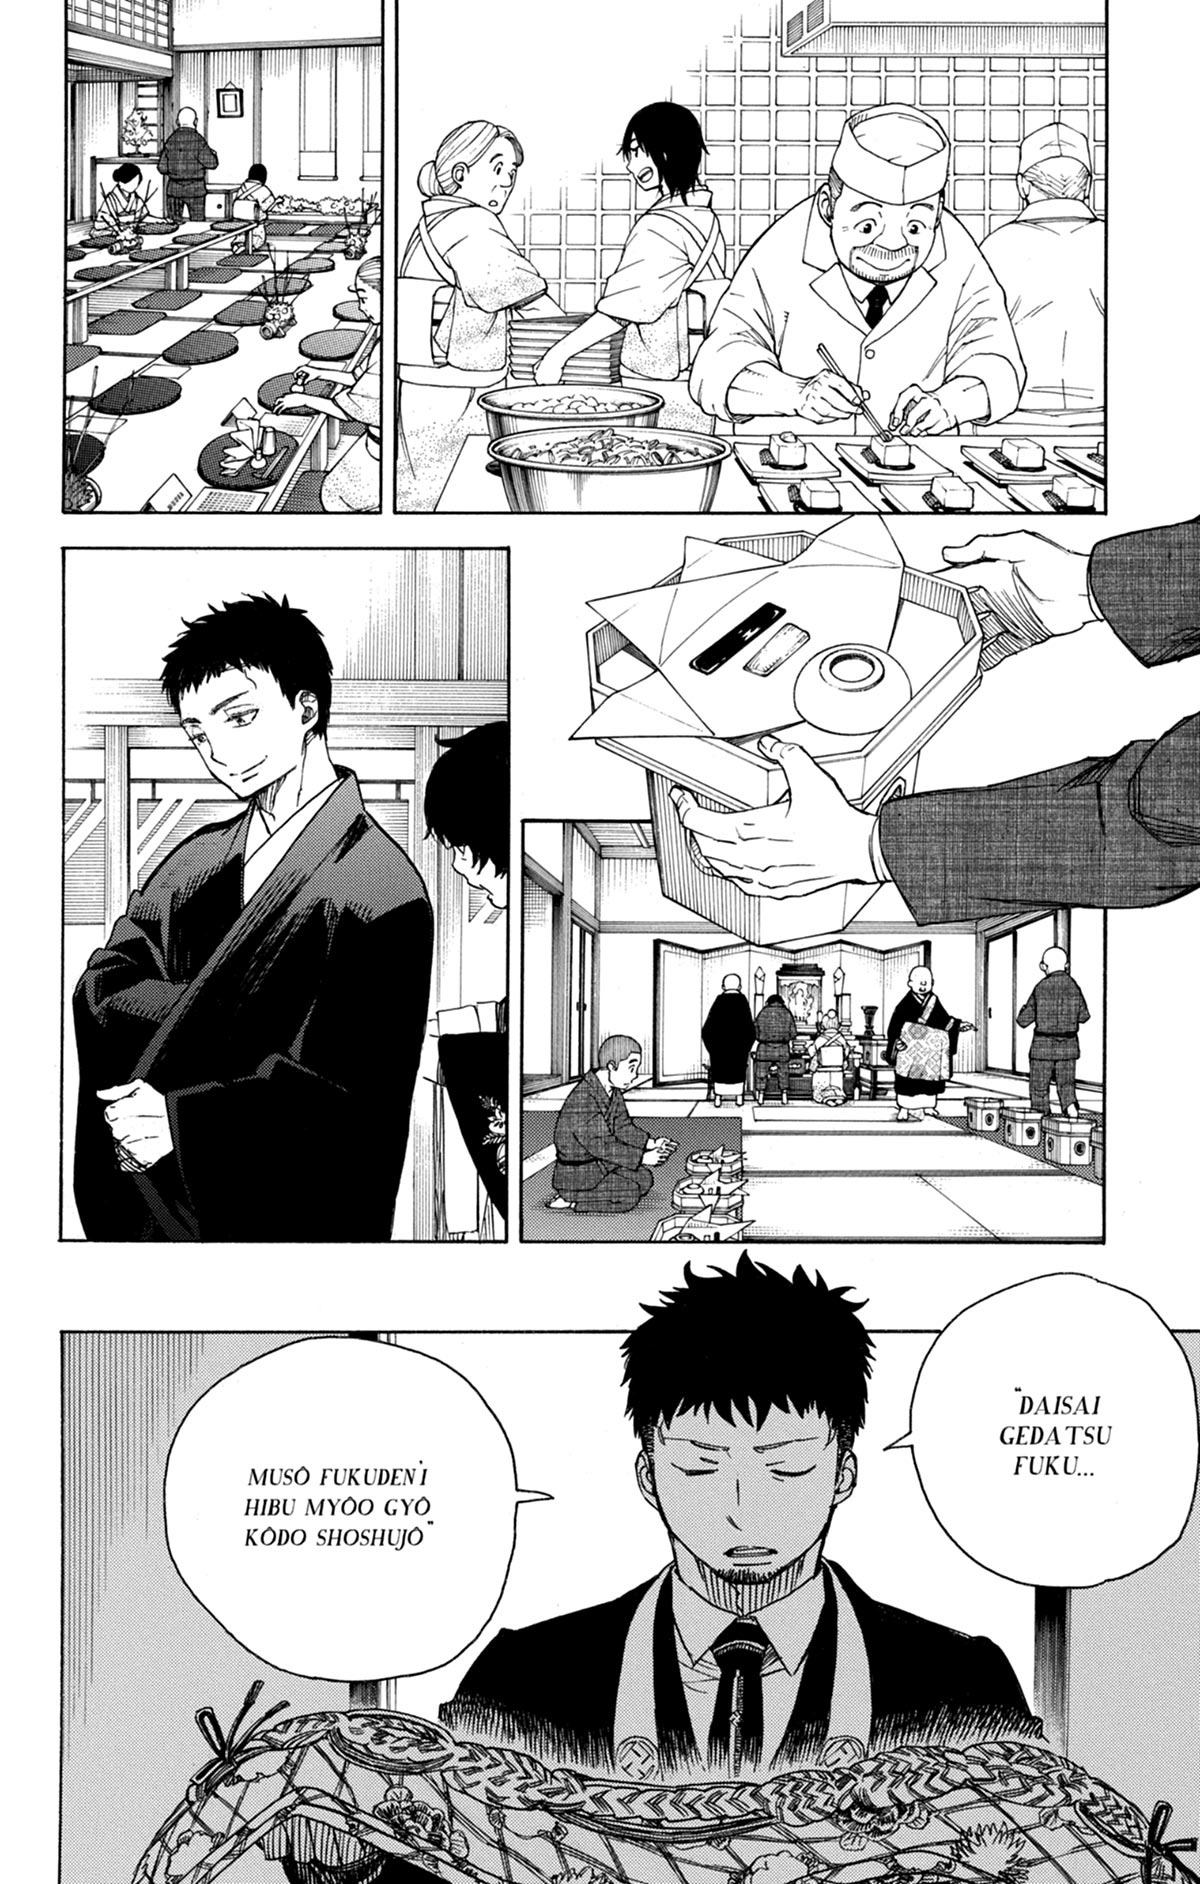 "DAISAI
GEDATSU
FUKU...
MUSÔ FUKUDEN'I
HIBU MYÔO GYÔ
KÔDO SHOSHUJÔ"